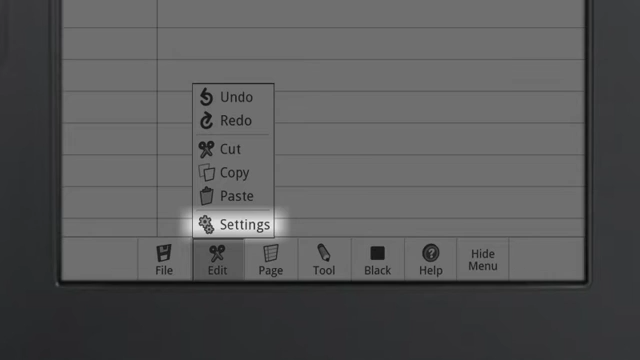 Undo
Redo
Cut
Copy
Paste
Settings
File
Edit
Page
Tool
Black
Help
Hide
Menu